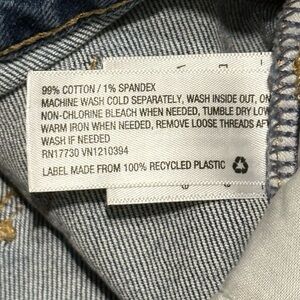 99% COTTON / 1% SPANDEX
MACHINE WASH COLD SEPARATELY, WASH INSIDE OUT,
NON-CHLORINE BLEACH WHEN NEEDED, TUMBLE DRY
WARM IRON WHEN NEEDED, REMOVE LOOSE THREADS
WASH IF NEEDED
RN17730 VN1210394
LABEL MADE FROM 100% RECYCLED PLASTIC